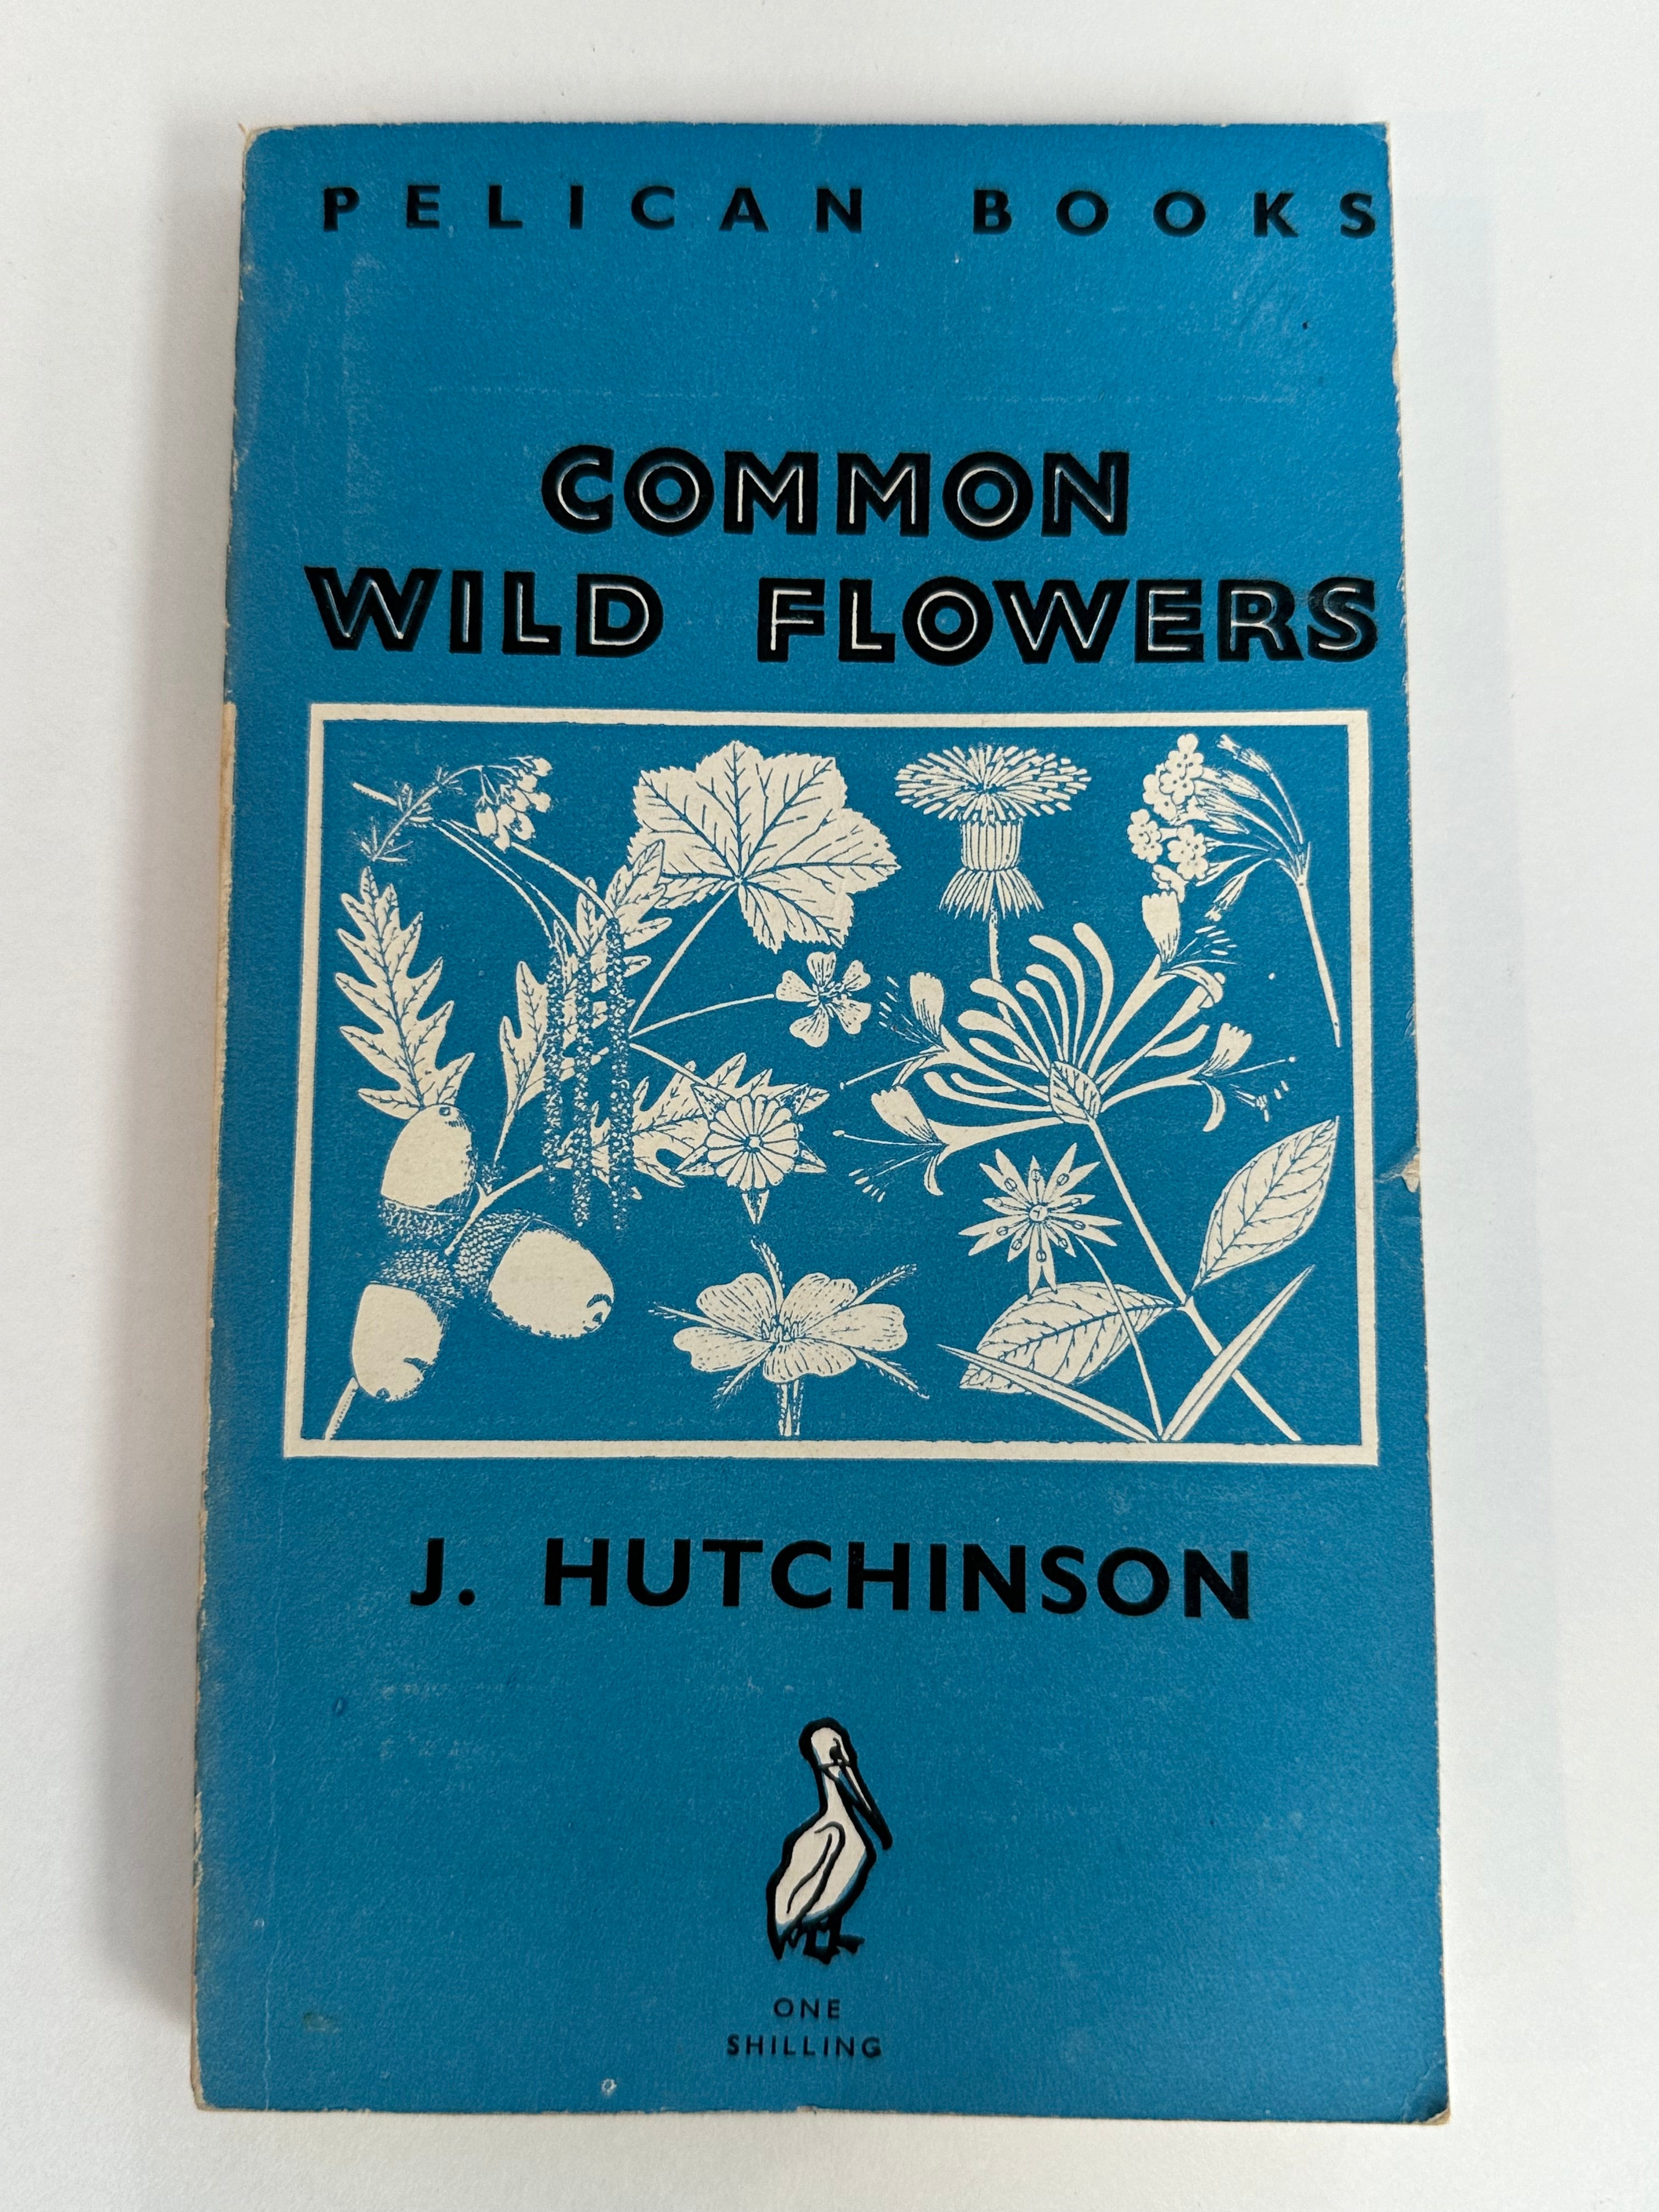 PELICAN BOOKS
COMMON
WILD FLOWERS
J. HUTCHINSON
ONE
SHILLING